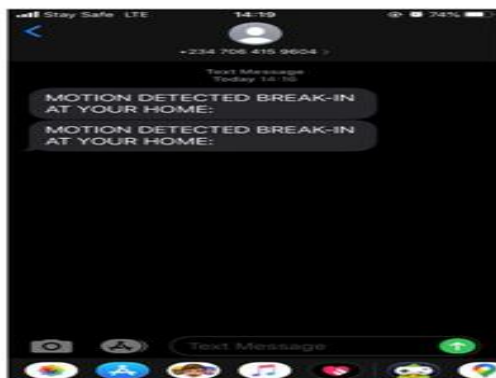 Stay Safe LTE 14:19 74%
+234 706 415 9604 >
Text Message
Today 14:16
MOTION DETECTED BREAK-IN
AT YOUR HOME:
MOTION DETECTED BREAK-IN
AT YOUR HOME:
Text Message